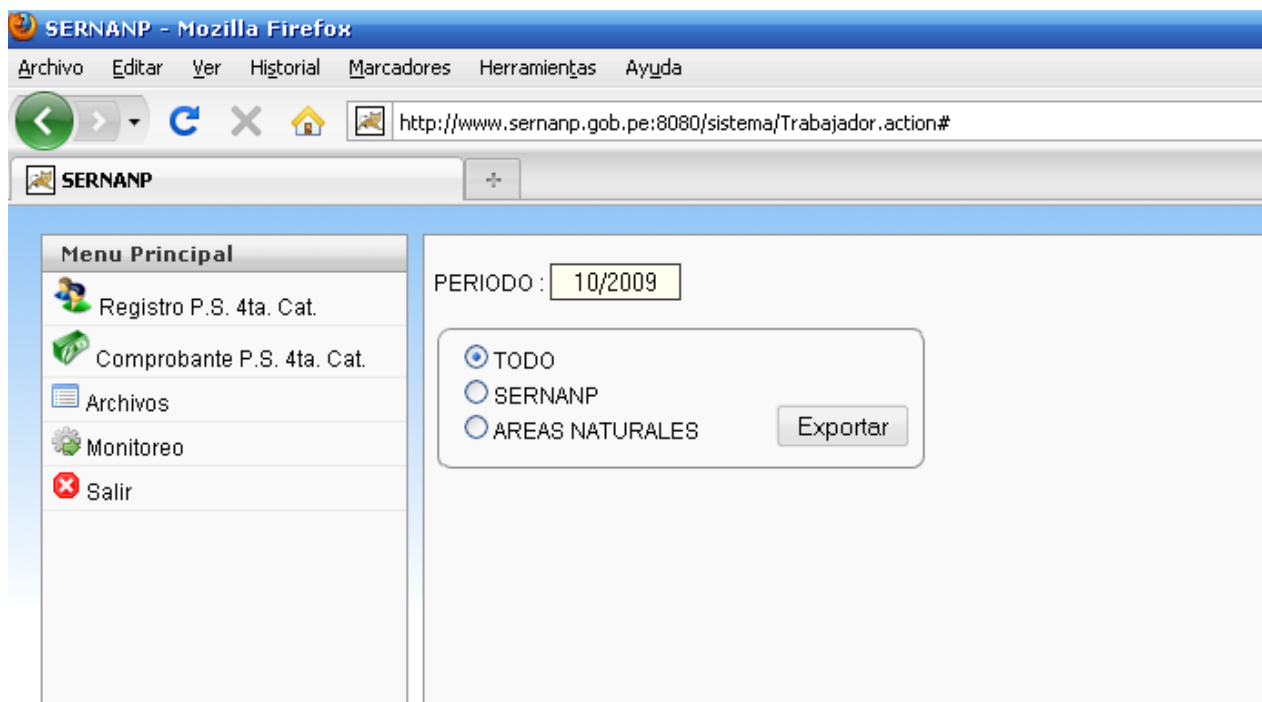 SERNANP - Mozilla Firefox
Archivo Editar Ver Historial Marcadores Herramientas Ayuda
http://www.sernanp.gob.pe:8080/sistema/Trabajador.action#
SERNANP
Menu Principal
Registro P.S. 4ta. Cat.
Comprobante P.S. 4ta. Cat.
Archivos
Monitoreo
Salir
PERIODO : 10/2009
TODO
SERNANP
AREAS NATURALES
Exportar